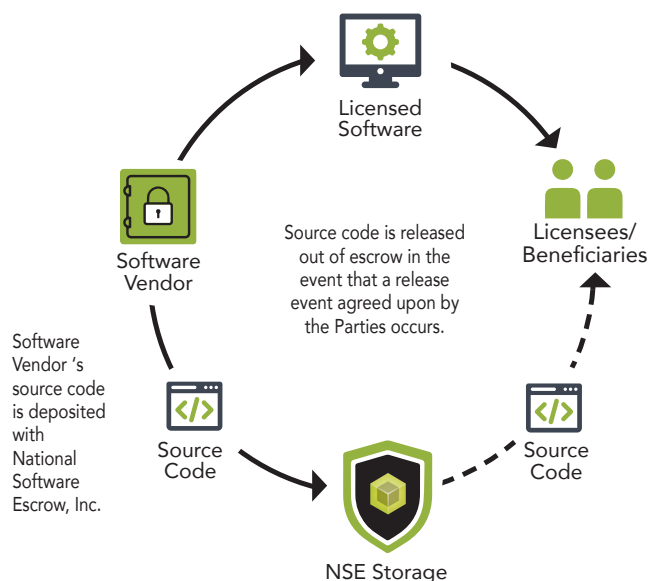 Licensed
Software
Software
Vendor
Source code is released
out of escrow in the
event that a release
event agreed upon by
the Parties occurs.
Licensees/
Beneficiaries
Software
Vendor 's
source code
is deposited
with
National
Software
Escrow, Inc.
</>
Source
Code
</>
Source
Code
NSE Storage